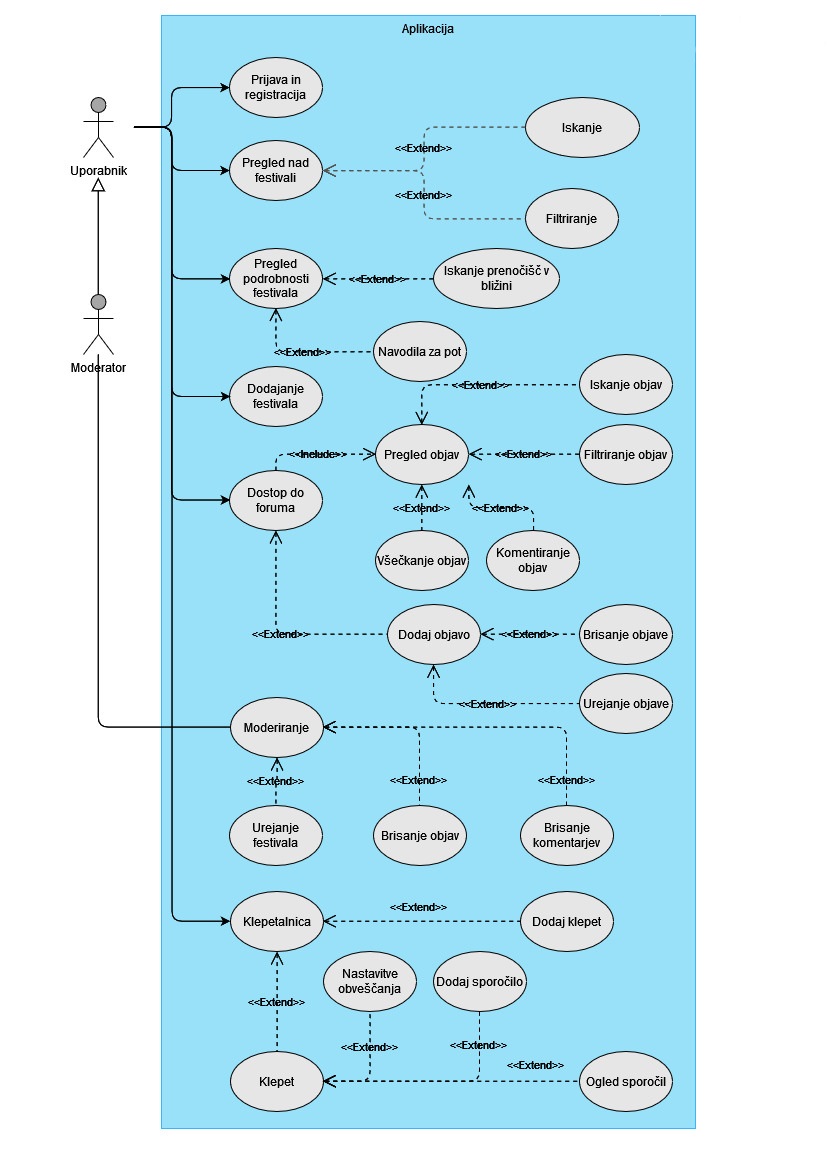 Aplikacija
Prijava in
registracija
Uporabnik
Iskanje
<<Extend>>
Pregled nad
festivali
<<Extend>>
Filtriranje
Pregled
podrobnosti
festivala
<<Extend>>
Iskanje prenočišč v
bližini
Moderator
<<Extend>>
Navodila za pot
Dodajanje
festivala
<<Extend>>
Iskanje objav
<<Include>>
Pregled objav
<<Extend>>
Filtriranje objav
Dostop do
foruma
<<Extend>>
<<Extend>>
Všečkanje objav
Komentiranje
objav
<<Extend>>
Dodaj objavo
<<Extend>>
Brisanje objave
<<Extend>>
Urejanje objave
Moderiranje
<<Extend>>
<<Extend>>
<<Extend>>
Urejanje
festivala
Brisanje objav
Brisanje
komentarjev
Klepetalnica
<<Extend>>
Dodaj klepet
Nastavitve
obveščanja
Dodaj sporočilo
<<Extend>>
<<Extend>>
<<Extend>>
<<Extend>>
Klepet
Ogled sporočil